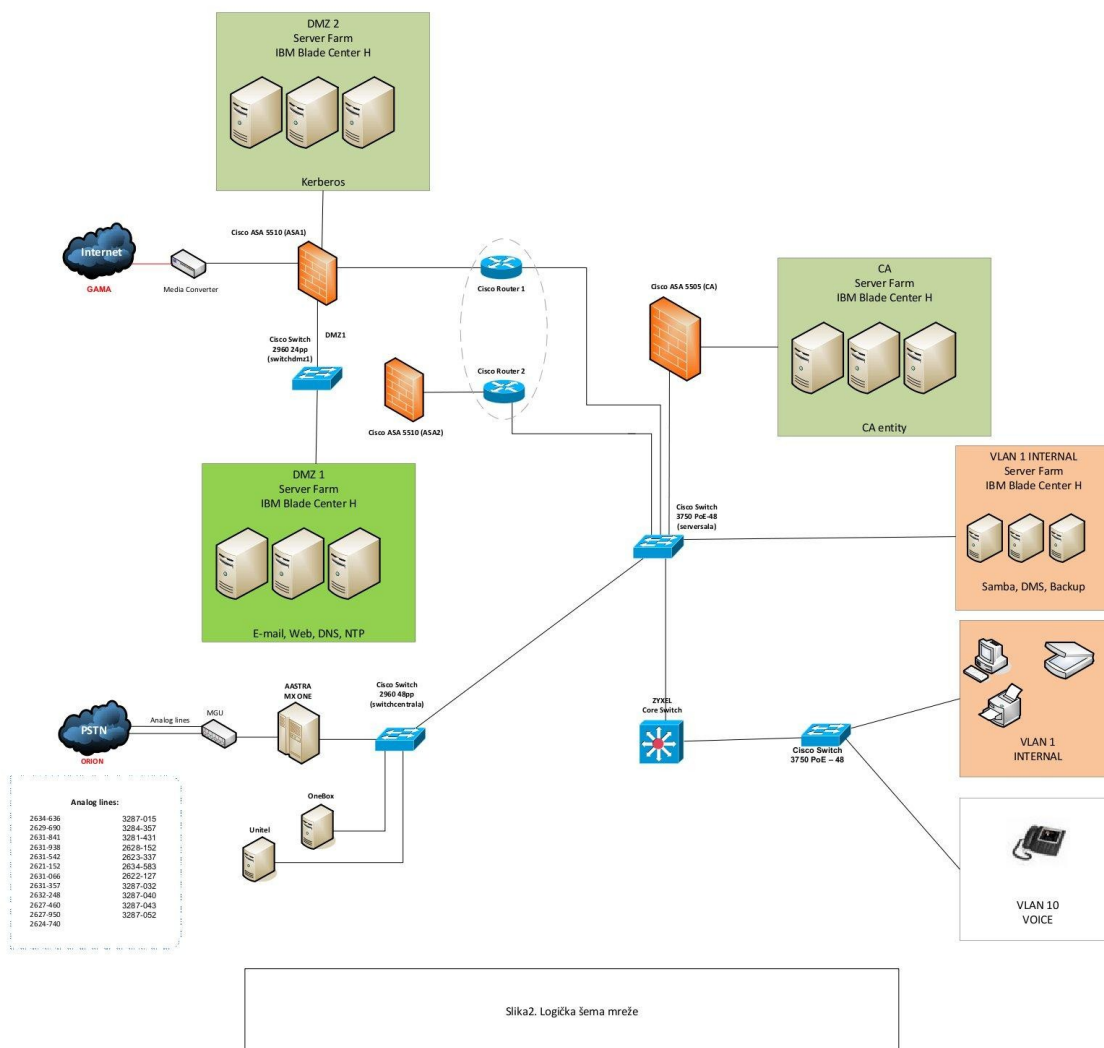 DMZ 2
Server Farm
IBM Blade Center H
Kerberos
Cisco ASA 5510 (ASA1)
Internet
GAMA
Media Converter
Cisco Router 1
Cisco ASA 5505 (CA)
CA
Server Farm
IBM Blade Center H
CA entity
DMZ1
Cisco Switch
2960 24pp
(switchdmz1)
Cisco Router 2
Cisco ASA 5510 (ASA2)
DMZ 1
Server Farm
IBM Blade Center H
E-mail, Web, DNS, NTP
VLAN 1 INTERNAL
Server Farm
IBM Blade Center H
Samba, DMS, Backup
Cisco Switch
3750 PoE-48
(serversala)
AASTRA
MX ONE
Cisco Switch
2960 48pp
(switchcentrala)
PSTN
Analog lines
MGU
ORION
ZYXEL
Core Switch
Cisco Switch
3750 PoE – 48
VLAN 1
INTERNAL
OneBox
Unitel
VLAN 10
VOICE
Analog lines:
2634-636 3287-015
2629-690 3284-357
2631-841 3281-431
2631-938 2628-152
2631-542 2623-337
2621-152 2634-583
2631-066 2622-127
2631-357 3287-032
2632-248 3287-040
2627-460 3287-043
2627-950 3287-052
2624-740
Slika2. Logička šema mreže